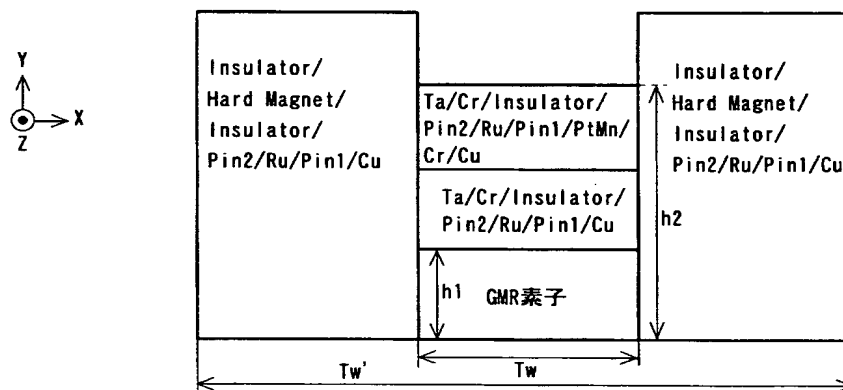 Y
X
Z
Insulator/
Hard Magnet/
Insulator/
Pin2/Ru/Pin1/Cu
Ta/Cr/Insulator/
Pin2/Ru/Pin1/PtMn/
Cr/Cu
Ta/Cr/Insulator/
Pin2/Ru/Pin1/Cu
h1
GMR素子
Insulator/
Hard Magnet/
Insulator/
Pin2/Ru/Pin1/Cu
h2
Tw
Tw'